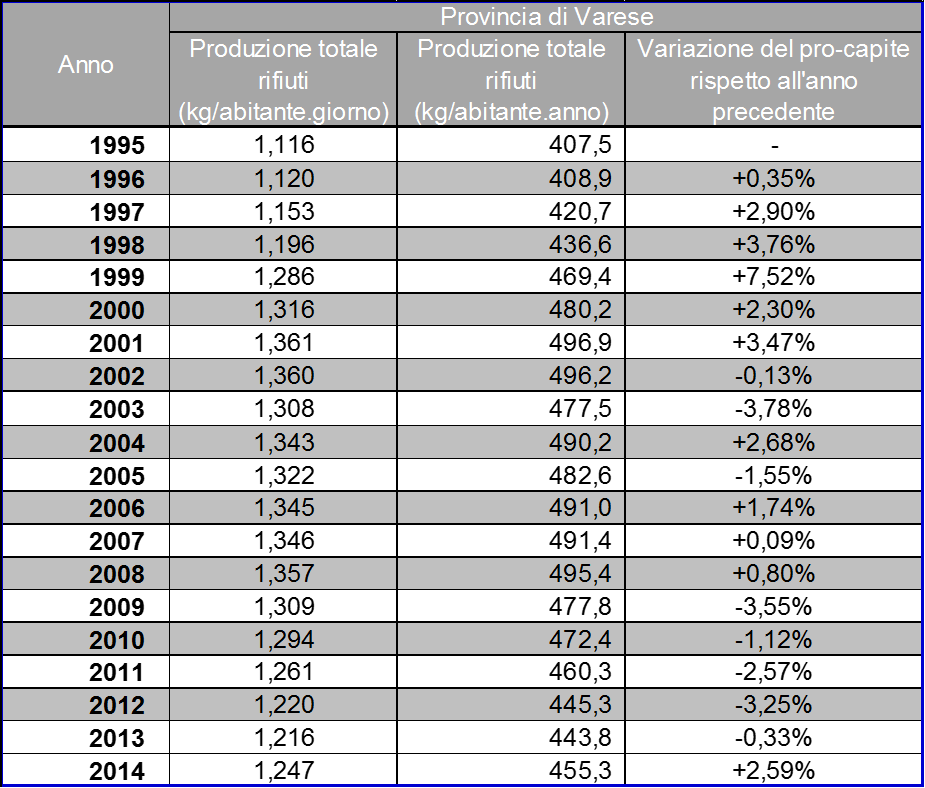 Provincia di Varese
Anno
Produzione totale
rifiuti
(kg/abitante.giorno)
Produzione totale
rifiuti
(kg/abitante.anno)
Variazione del pro-capite
rispetto all'anno
precedente
1995 1,116 407,5 -
1996 1,120 408,9 +0,35%
1997 1,153 420,7 +2,90%
1998 1,196 436,6 +3,76%
1999 1,286 469,4 +7,52%
2000 1,316 480,2 +2,30%
2001 1,361 496,9 +3,47%
2002 1,360 496,2 -0,13%
2003 1,308 477,5 -3,78%
2004 1,343 490,2 +2,68%
2005 1,322 482,6 -1,55%
2006 1,345 491,0 +1,74%
2007 1,346 491,4 +0,09%
2008 1,357 495,4 +0,80%
2009 1,309 477,8 -3,55%
2010 1,294 472,4 -1,12%
2011 1,261 460,3 -2,57%
2012 1,220 445,3 -3,25%
2013 1,216 443,8 -0,33%
2014 1,247 455,3 +2,59%